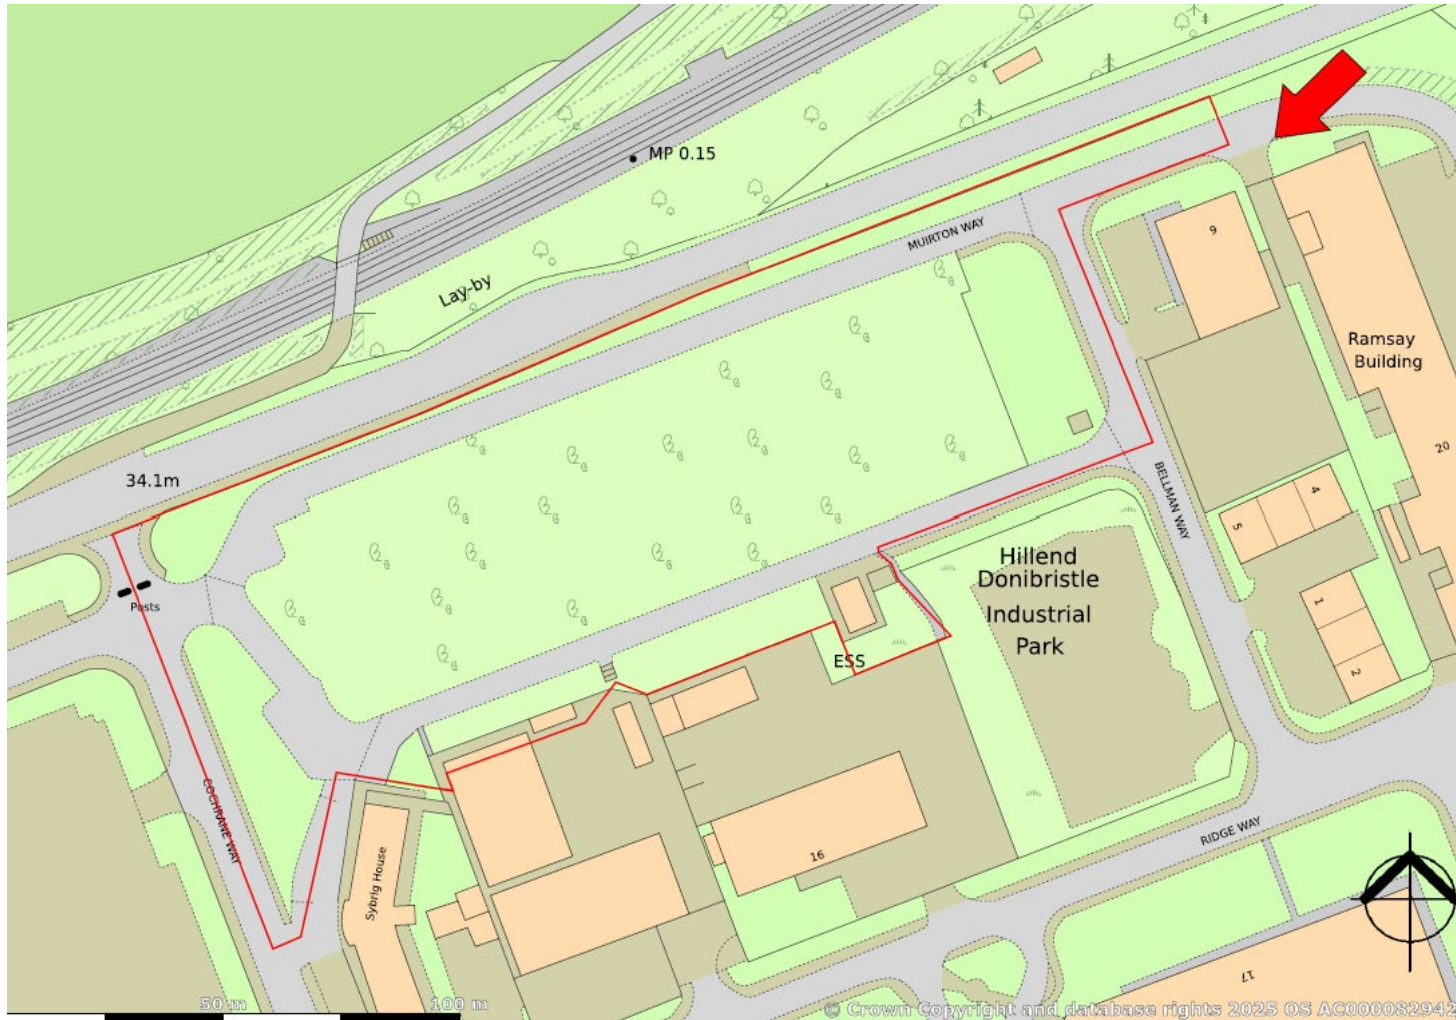 MP 0.15
MUIRTON WAY
Lay-by
9
Ramsay
Building
20
34.1m
4
5
BELLMAN WAY
Hillend
Donibristle
Industrial
Park
Posts
1
2
ESS
COCHRANE WAY
RIDGE WAY
16
Sybrig House
17
50 m
100 m
© Crown Copyright and database rights 2025 OS AC000082942